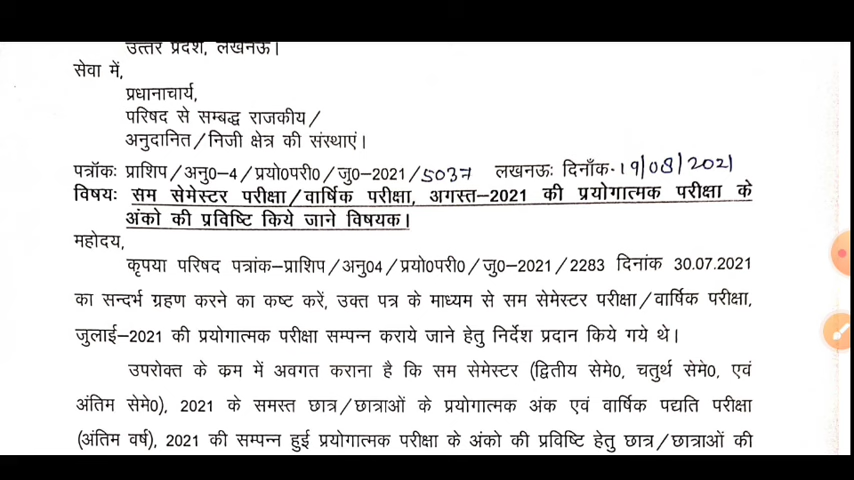 उत्तर प्रदेश, लखनऊ।
सेवा में,
प्रधानाचार्य,
परिषद से सम्बद्ध राजकीय/
अनुदानित/निजी क्षेत्र की संस्थाएं।
पत्रॉकः प्राशिप/अनु0-4/प्रयो0परी0/जु0-2021/5037 लखनऊः दिनॉंक-19/08/2021
विषयः सम सेमेस्टर परीक्षा/वार्षिक परीक्षा, अगस्त-2021 की प्रयोगात्मक परीक्षा के
अंको की प्रविष्टि किये जाने विषयक।
महोदय,
कृपया परिषद पत्रांक-प्राशिप/अनु04/प्रयो0परी0/जु0-2021/2283 दिनांक 30.07.2021
का सन्दर्भ ग्रहण करने का कष्ट करें, उक्त पत्र के माध्यम से सम सेमेस्टर परीक्षा/वार्षिक परीक्षा,
जुलाई-2021 की प्रयोगात्मक परीक्षा सम्पन्न कराये जाने हेतु निर्देश प्रदान किये गये थे।
उपरोक्त के क्रम में अवगत कराना है कि सम सेमेस्टर (द्वितीय सेमे0, चतुर्थ सेमे0, एवं
अंतिम सेमे0), 2021 के समस्त छात्र/छात्राओं के प्रयोगात्मक अंक एवं वार्षिक पद्यति परीक्षा
(अंतिम वर्ष), 2021 की सम्पन्न हुई प्रयोगात्मक परीक्षा के अंको की प्रविष्टि हेतु छात्र/छात्राओं की